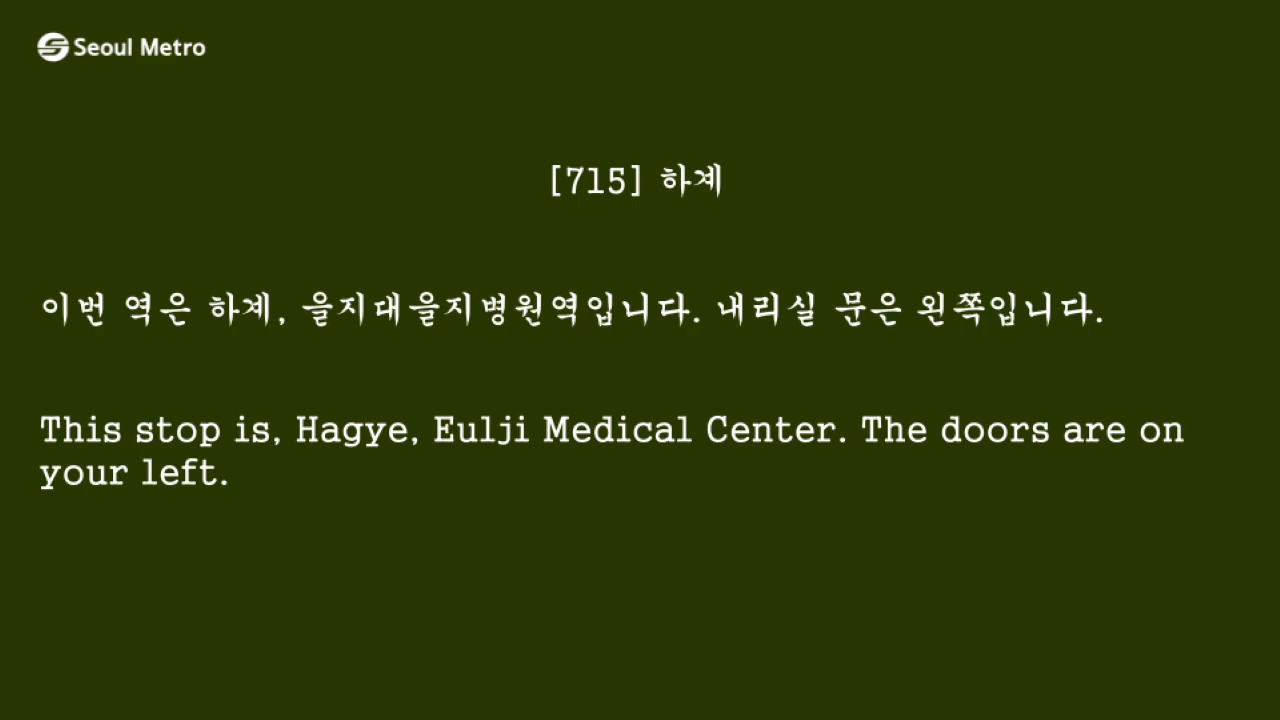 Seoul Metro
[715] 하계
이번 역은 하계, 을지대을지병원역입니다. 내리실 문은 왼쪽입니다.
This stop is, Hagye, Eulji Medical Center. The doors are on
your left.